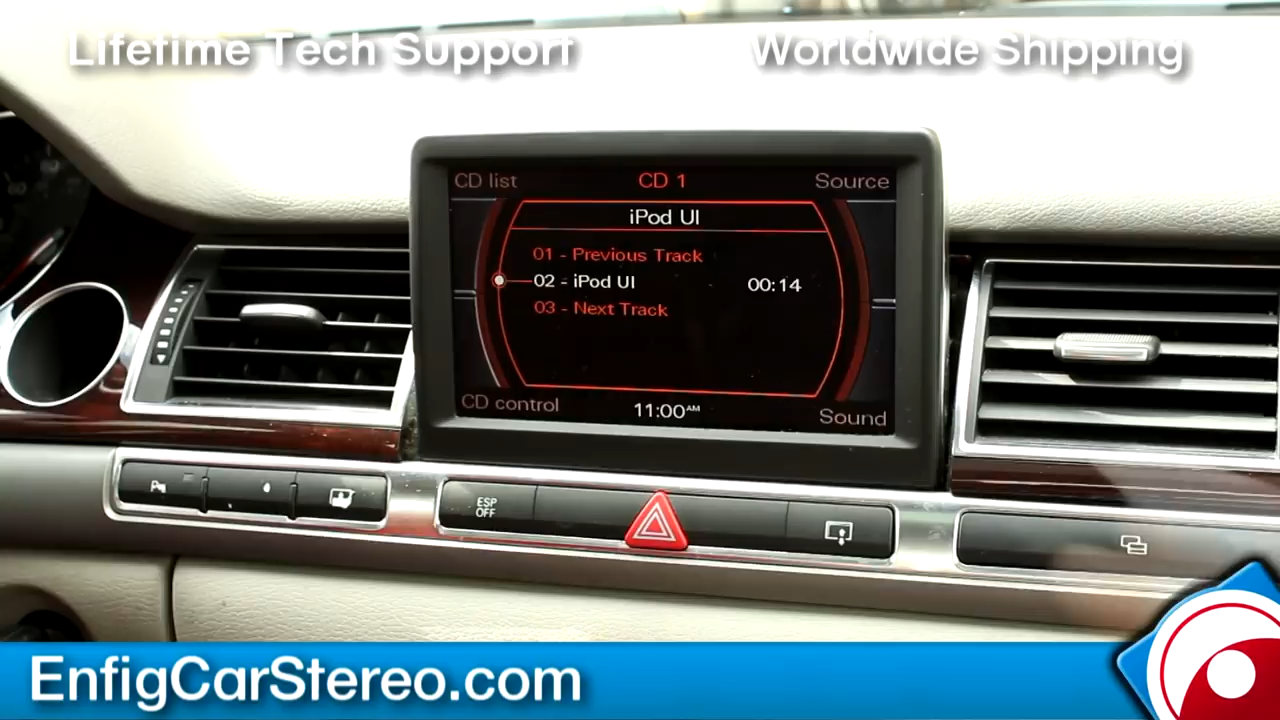 Lifetime Tech Support
Worldwide Shipping
CD list
CD 1
Source
iPod UI
01 - Previous Track
02 - iPod UI
00:14
03 - Next Track
CD control
11:00AM
Sound
ESP
OFF
EnfigCarStereo.com